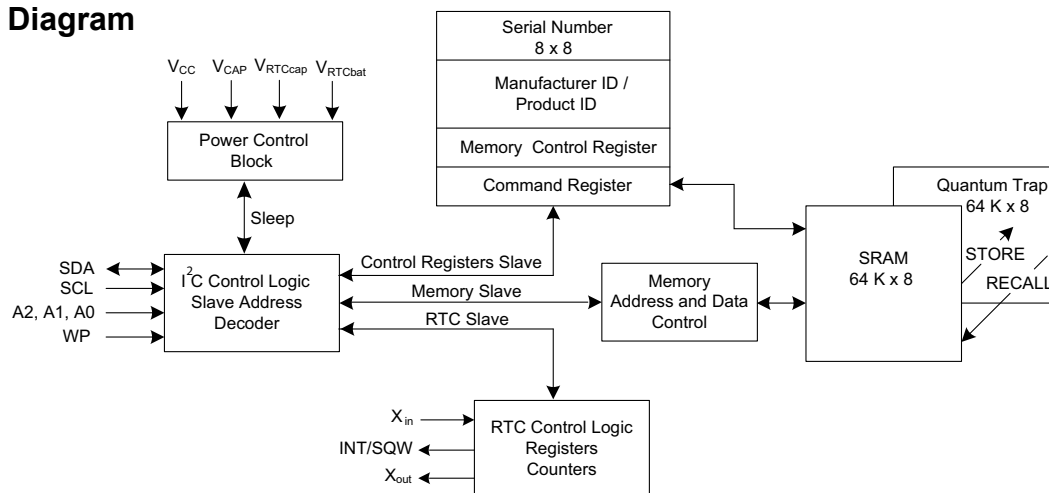 Diagram
Serial Number
8 x 8
Manufacturer ID /
Product ID
Memory Control Register
Command Register
VCC VCAP VRTCcap VRTCbat
Power Control
Block
Sleep
Quantum Trap
64 K x 8
SRAM
64 K x 8
STORE
RECALL
SDA
SCL
A2, A1, A0
WP
I2C Control Logic
Slave Address
Decoder
Control Registers Slave
Memory Slave
RTC Slave
Memory
Address and Data
Control
Xin
INT/SQW
Xout
RTC Control Logic
Registers
Counters